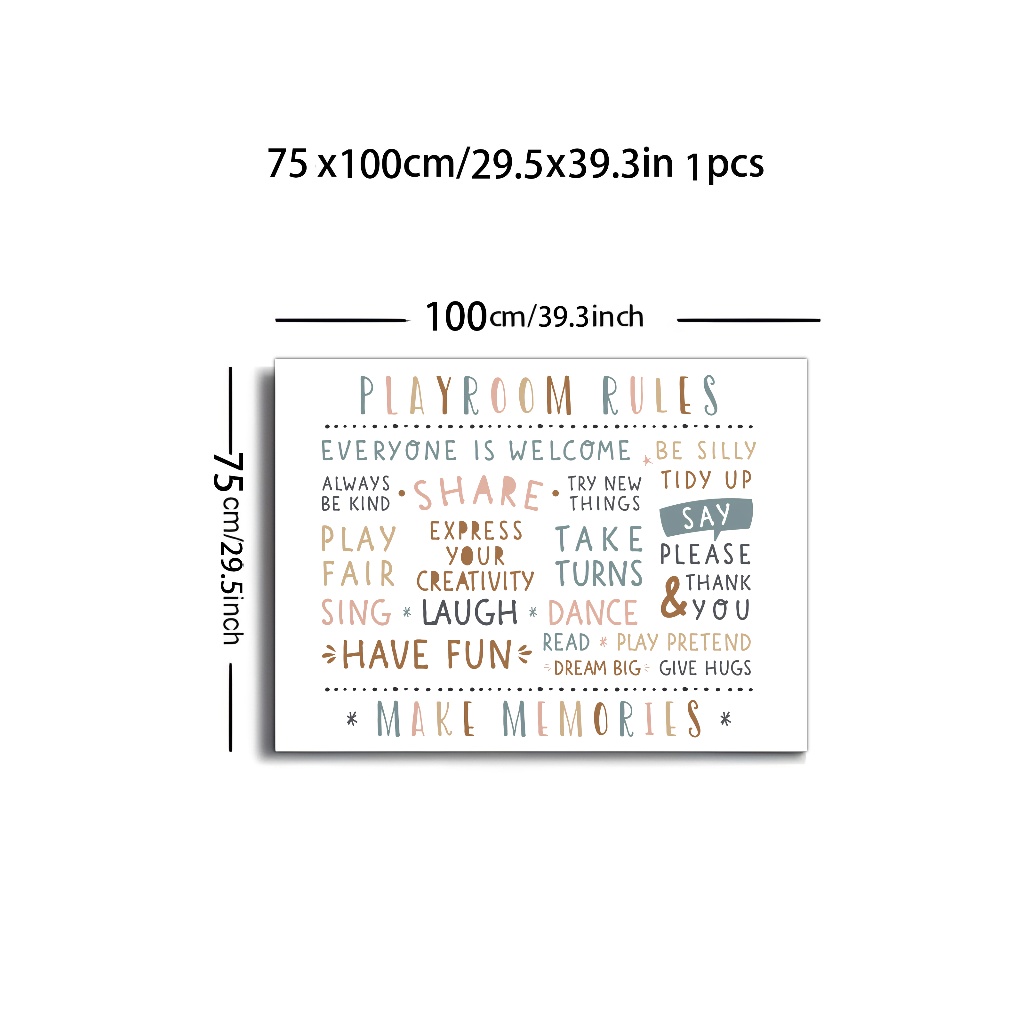 75 x100cm/29.5x39.3in 1pcs
100cm/39.3inch
75cm/29.5inch
PLAYROOM RULES
EVERYONE IS WELCOME
BE SILLY
ALWAYS
BE KIND
• SHARE •
TRY NEW
THINGS
TIDY UP
PLAY
FAIR
EXPRESS
YOUR
CREATIVITY
TAKE
TURNS
SAY
PLEASE
& THANK
YOU
SING * LAUGH * DANCE
HAVE FUN
READ * PLAY PRETEND
DREAM BIG
GIVE HUGS
* MAKE MEMORIES *